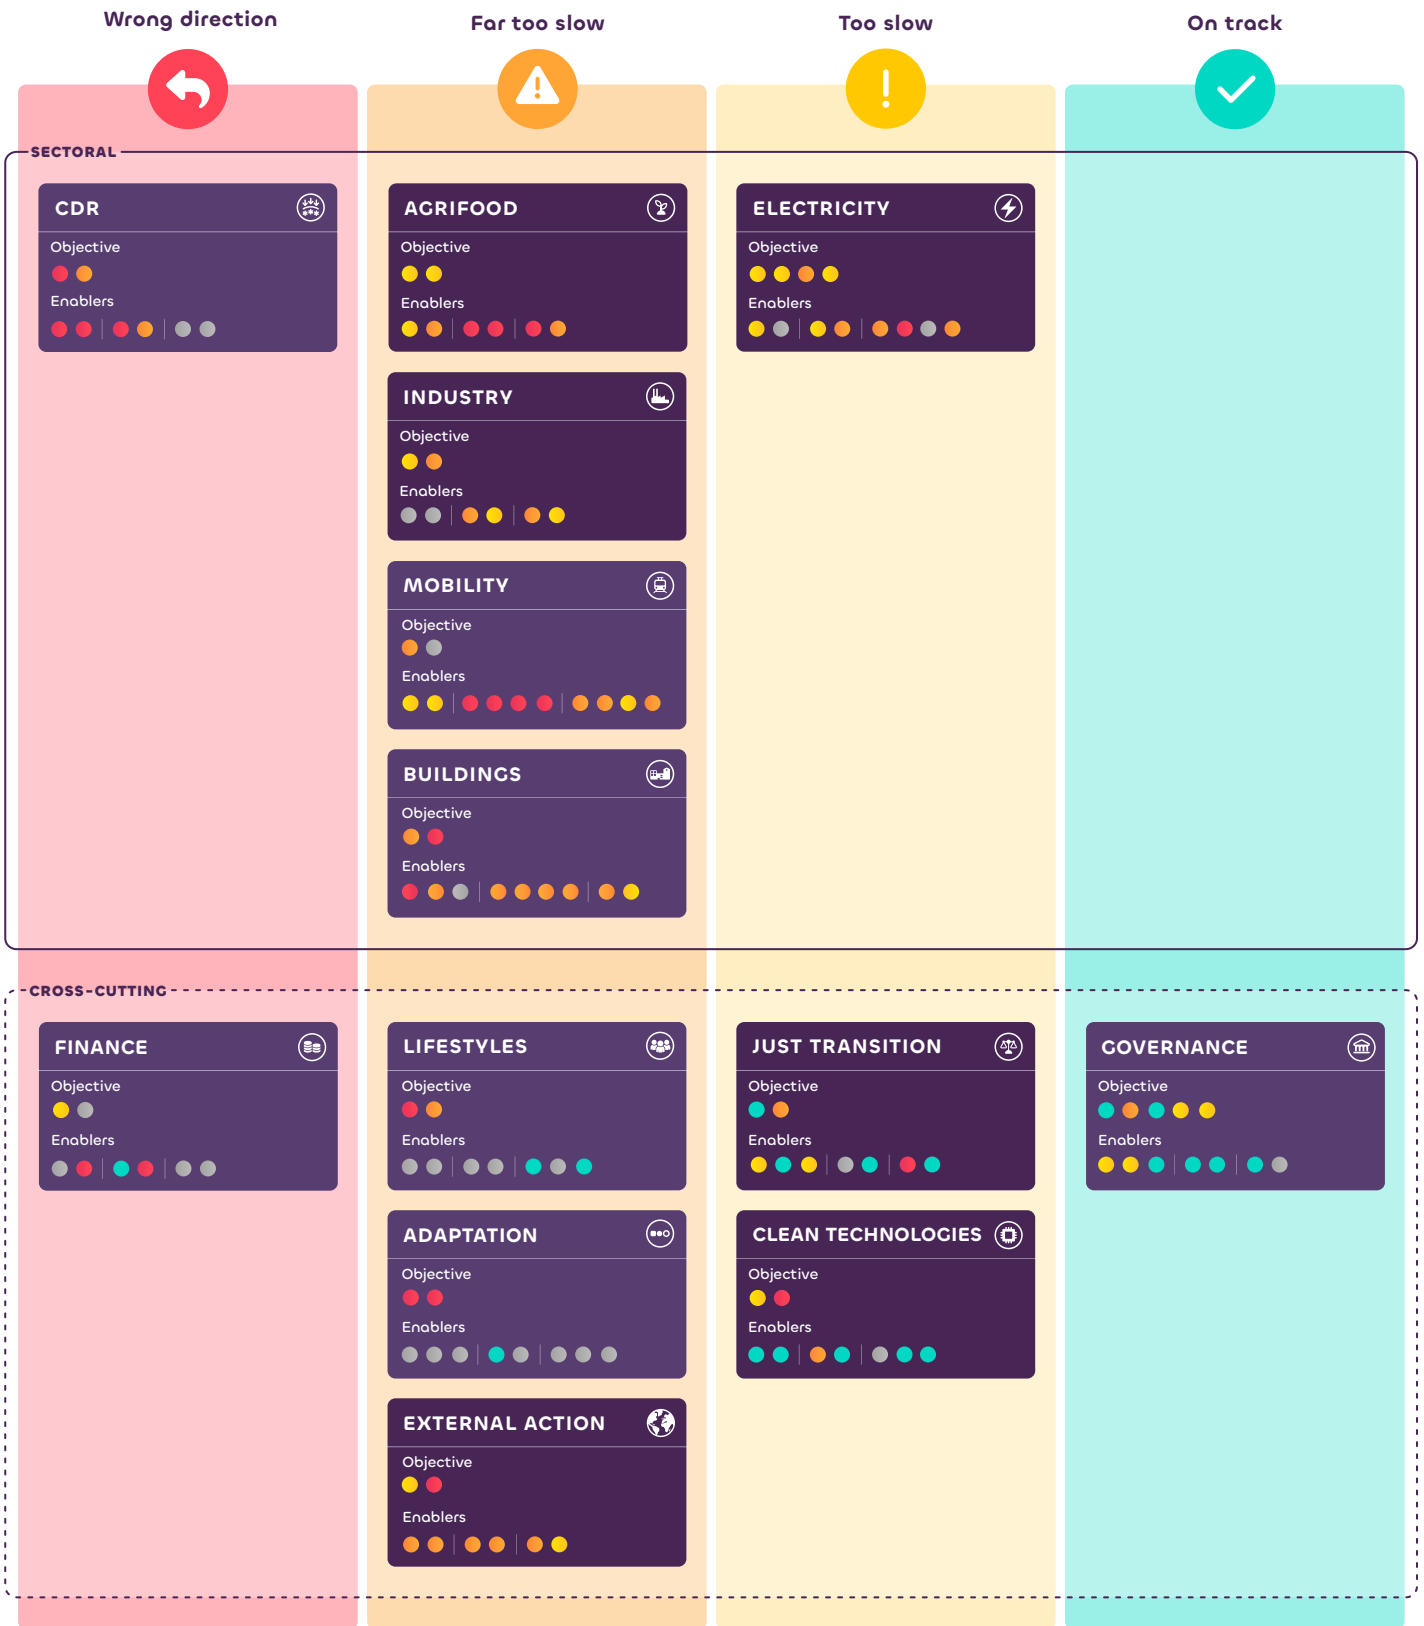 Wrong direction
Far too slow
Too slow
On track
SECTORAL
CDR
Objective
Enablers
AGRIFOOD
Objective
Enablers
ELECTRICITY
Objective
Enablers
INDUSTRY
Objective
Enablers
MOBILITY
Objective
Enablers
BUILDINGS
Objective
Enablers
CROSS-CUTTING
FINANCE
Objective
Enablers
LIFESTYLES
Objective
Enablers
JUST TRANSITION
Objective
Enablers
GOVERNANCE
Objective
Enablers
ADAPTATION
Objective
Enablers
CLEAN TECHNOLOGIES
Objective
Enablers
EXTERNAL ACTION
Objective
Enablers